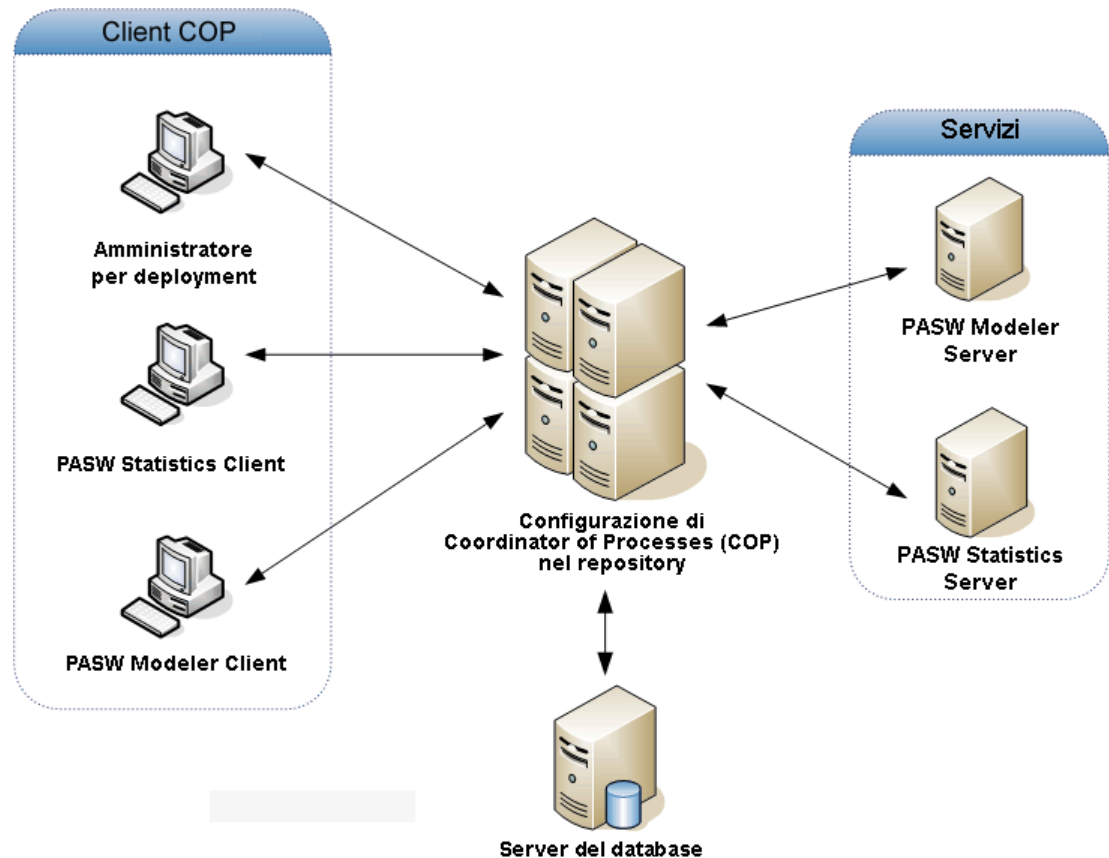 Client COP
Amministratore
per deployment
PASW Statistics Client
PASW Modeler Client
Configurazione di
Coordinator of Processes (COP)
nel repository
Server del database
Servizi
PASW Modeler
Server
PASW Statistics
Server